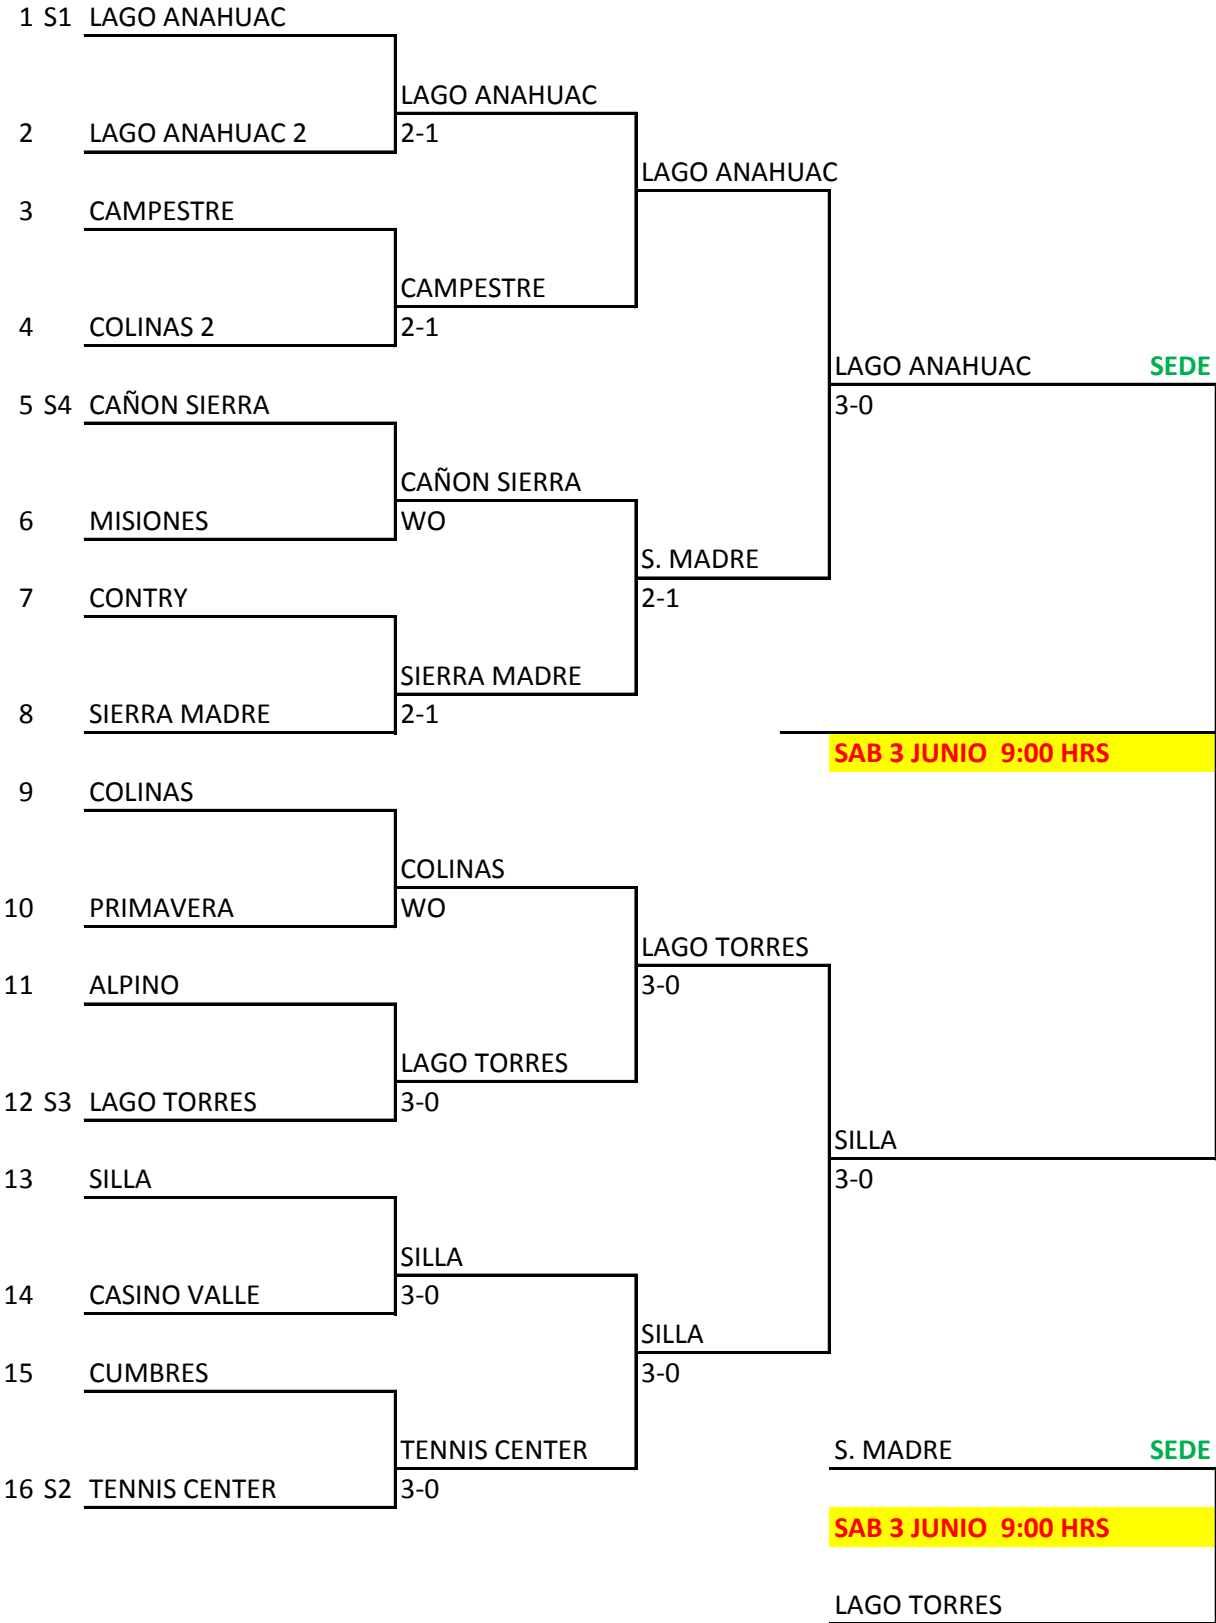 1 S1 LAGO ANAHUAC
LAGO ANAHUAC
2 LAGO ANAHUAC 2 2-1
LAGO ANAHUAC
3 CAMPESTRE
CAMPESTRE
4 COLINAS 2 2-1
LAGO ANAHUAC SEDE
5 S4 CAÑON SIERRA 3-0
CAÑON SIERRA
6 MISIONES WO
S. MADRE
7 CONTRY 2-1
SIERRA MADRE
8 SIERRA MADRE 2-1
SAB 3 JUNIO 9:00 HRS
9 COLINAS
COLINAS
10 PRIMAVERA WO
LAGO TORRES
11 ALPINO 3-0
LAGO TORRES
12 S3 LAGO TORRES 3-0
SILLA
13 SILLA 3-0
SILLA
14 CASINO VALLE 3-0
SILLA
15 CUMBRES 3-0
TENNIS CENTER S. MADRE SEDE
16 S2 TENNIS CENTER 3-0
SAB 3 JUNIO 9:00 HRS
LAGO TORRES